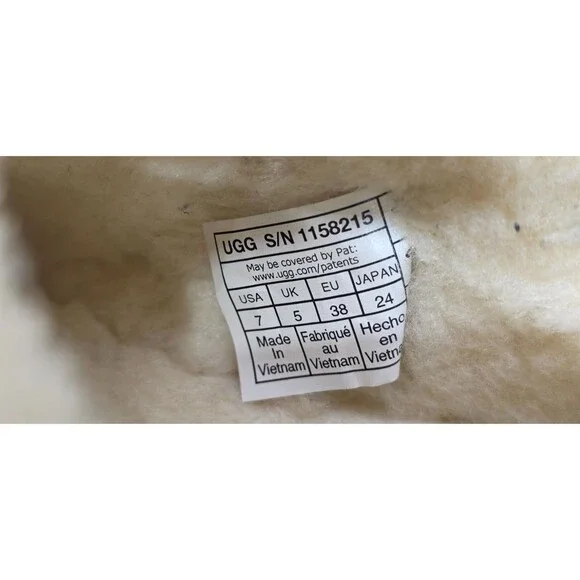 UGG S/N 1158215
May be covered by Pat:
www.ugg.com/patents
USA UK EU JAPAN
7 5 38 24
Made Fabriqué Hecho
In au en
Vietnam Vietnam Vietnam